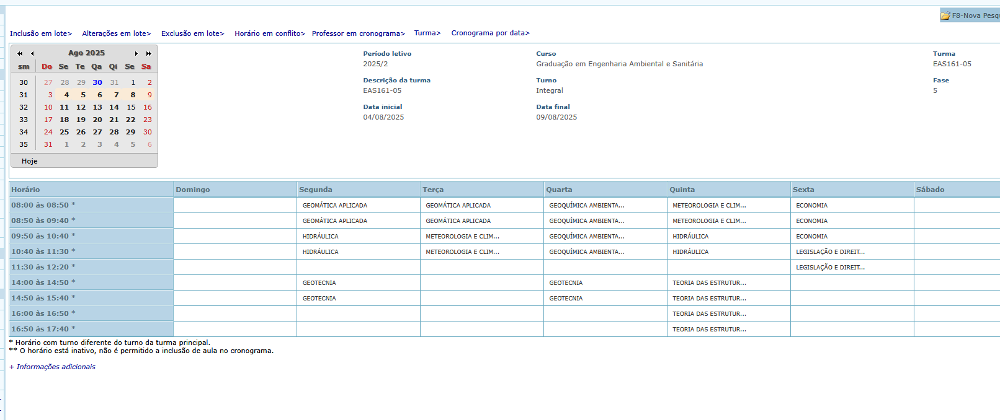 F8-Nova Pesqu
Inclusão em lote> Alterações em lote> Exclusão em lote> Horário em conflito> Professor em cronograma> Turma> Cronograma por data>
Ago 2025
sm Do Se Te Qa Qi Se Sa
30 27 28 29 30 31 1 2
31 3 4 5 6 7 8 9
32 10 11 12 13 14 15 16
33 17 18 19 20 21 22 23
34 24 25 26 27 28 29 30
35 31 1 2 3 4 5 6
Hoje
Período letivo Curso Turma
2025/2 Graduação em Engenharia Ambiental e Sanitária EAS161-05
Descrição da turma Turno Fase
EAS161-05 Integral 5
Data inicial Data final
04/08/2025 09/08/2025
Horário Domingo Segunda Terça Quarta Quinta Sexta Sábado
08:00 às 08:50 * GEOMÁTICA APLICADA GEOMÁTICA APLICADA GEOQUÍMICA AMBIENTA... METEOROLOGIA E CLIM... ECONOMIA
08:50 às 09:40 * GEOMÁTICA APLICADA GEOMÁTICA APLICADA GEOQUÍMICA AMBIENTA... METEOROLOGIA E CLIM... ECONOMIA
09:50 às 10:40 * HIDRÁULICA METEOROLOGIA E CLIM... GEOQUÍMICA AMBIENTA... HIDRÁULICA ECONOMIA
10:40 às 11:30 * HIDRÁULICA METEOROLOGIA E CLIM... GEOQUÍMICA AMBIENTA... HIDRÁULICA LEGISLAÇÃO E DIREIT...
11:30 às 12:20 * LEGISLAÇÃO E DIREIT...
14:00 às 14:50 * GEOTECNIA GEOTECNIA TEORIA DAS ESTRUTUR...
14:50 às 15:40 * GEOTECNIA GEOTECNIA TEORIA DAS ESTRUTUR...
16:00 às 16:50 * TEORIA DAS ESTRUTUR...
16:50 às 17:40 * TEORIA DAS ESTRUTUR...
* Horário com turno diferente do turno da turma principal.
** O horário está inativo, não é permitido a inclusão de aula no cronograma.
+ Informações adicionais